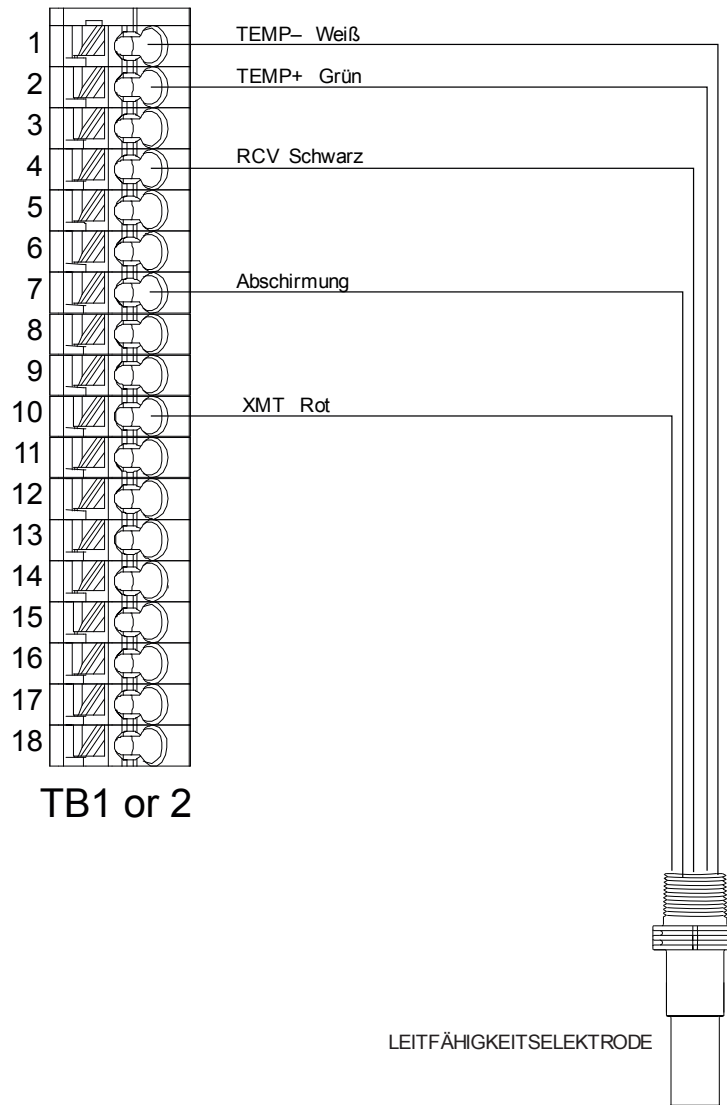 1 TEMP– Weiß
2 TEMP+ Grün
3
4 RCV Schwarz
5
6
7 Abschirmung
8
9
10 XMT Rot
11
12
13
14
15
16
17
18
TB1 or 2
LEITFÄHIGKEITSELEKTRODE